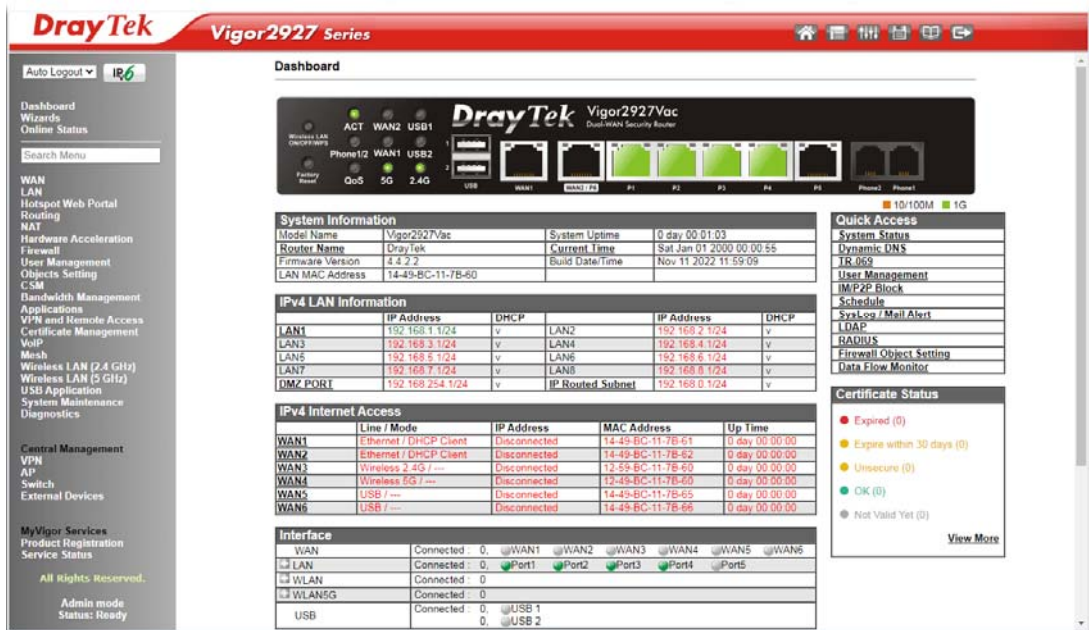 DrayTek Vigor2927 Series
Auto Logout IPv6
Dashboard
Wizards
Online Status
Search Menu
WAN
LAN
Hotspot Web Portal
Routing
NAT
Hardware Acceleration
Firewall
User Management
Objects Setting
CSM
Bandwidth Management
Applications
VPN and Remote Access
Certificate Management
VoIP
Mesh
Wireless LAN (2.4 GHz)
Wireless LAN (5 GHz)
USB Application
System Maintenance
Diagnostics
Central Management
VPN
AP
Switch
External Devices
MyVigor Services
Product Registration
Service Status
All Rights Reserved.
Admin mode
Status: Ready
Dashboard
DrayTek Vigor2927Vac
Dual-WAN Security Router
Wireless LAN
ON/OFF/WPS
ACT WAN2 USB1
Phone1/2 WAN1 USB2
Factory
Reset
QoS 5G 2.4G
1
2
USB WAN1 WAN2 / P6 P1 P2 P3 P4 P5 Phone2 Phone1
10/100M 1G
System Information
Model Name Vigor2927Vac System Uptime 0 day 00:01:03
Router Name DrayTek Current Time Sat Jan 01 2000 00:00:55
Firmware Version 4.4.2.2 Build Date/Time Nov 11 2022 11:59:09
LAN MAC Address 14-49-BC-11-7B-60
IPv4 LAN Information
IP Address DHCP IP Address DHCP
LAN1 192.168.1.1/24 v LAN2 192.168.2.1/24 v
LAN3 192.168.3.1/24 v LAN4 192.168.4.1/24 v
LAN5 192.168.5.1/24 v LAN6 192.168.6.1/24 v
LAN7 192.168.7.1/24 v LAN8 192.168.8.1/24 v
DMZ PORT 192.168.254.1/24 v IP Routed Subnet 192.168.0.1/24 v
IPv4 Internet Access
Line / Mode IP Address MAC Address Up Time
WAN1 Ethernet / DHCP Client Disconnected 14-49-BC-11-7B-61 0 day 00:00:00
WAN2 Ethernet / DHCP Client Disconnected 14-49-BC-11-7B-62 0 day 00:00:00
WAN3 Wireless 2.4G / --- Disconnected 12-59-BC-11-7B-60 0 day 00:00:00
WAN4 Wireless 5G / --- Disconnected 12-49-BC-11-7B-60 0 day 00:00:00
WAN5 USB / --- Disconnected 14-49-BC-11-7B-65 0 day 00:00:00
WAN6 USB / --- Disconnected 14-49-BC-11-7B-66 0 day 00:00:00
Interface
WAN Connected : 0, WAN1 WAN2 WAN3 WAN4 WAN5 WAN6
LAN Connected : 0, Port1 Port2 Port3 Port4 Port5
WLAN Connected : 0
WLAN5G Connected : 0
USB Connected : 0, USB 1
0, USB 2
Quick Access
System Status
Dynamic DNS
TR-069
User Management
IM/P2P Block
Schedule
SysLog / Mail Alert
LDAP
RADIUS
Firewall Object Setting
Data Flow Monitor
Certificate Status
Expired (0)
Expire within 30 days (0)
Unsecure (0)
OK (0)
Not Valid Yet (0)
View More